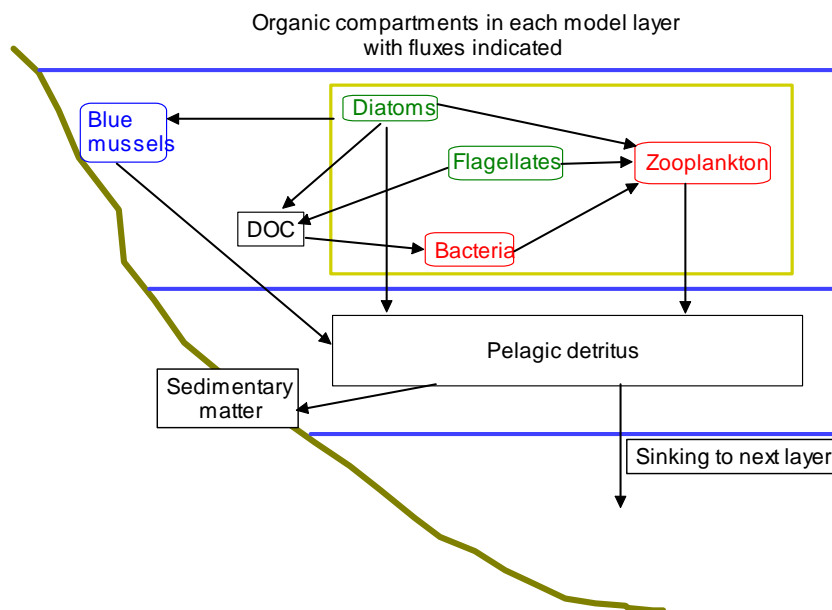 Organic compartments in each model layer
with fluxes indicated
Diatoms
Blue
mussels
Flagellates
Zooplankton
DOC
Bacteria
Pelagic detritus
Sedimentary
matter
Sinking to next layer